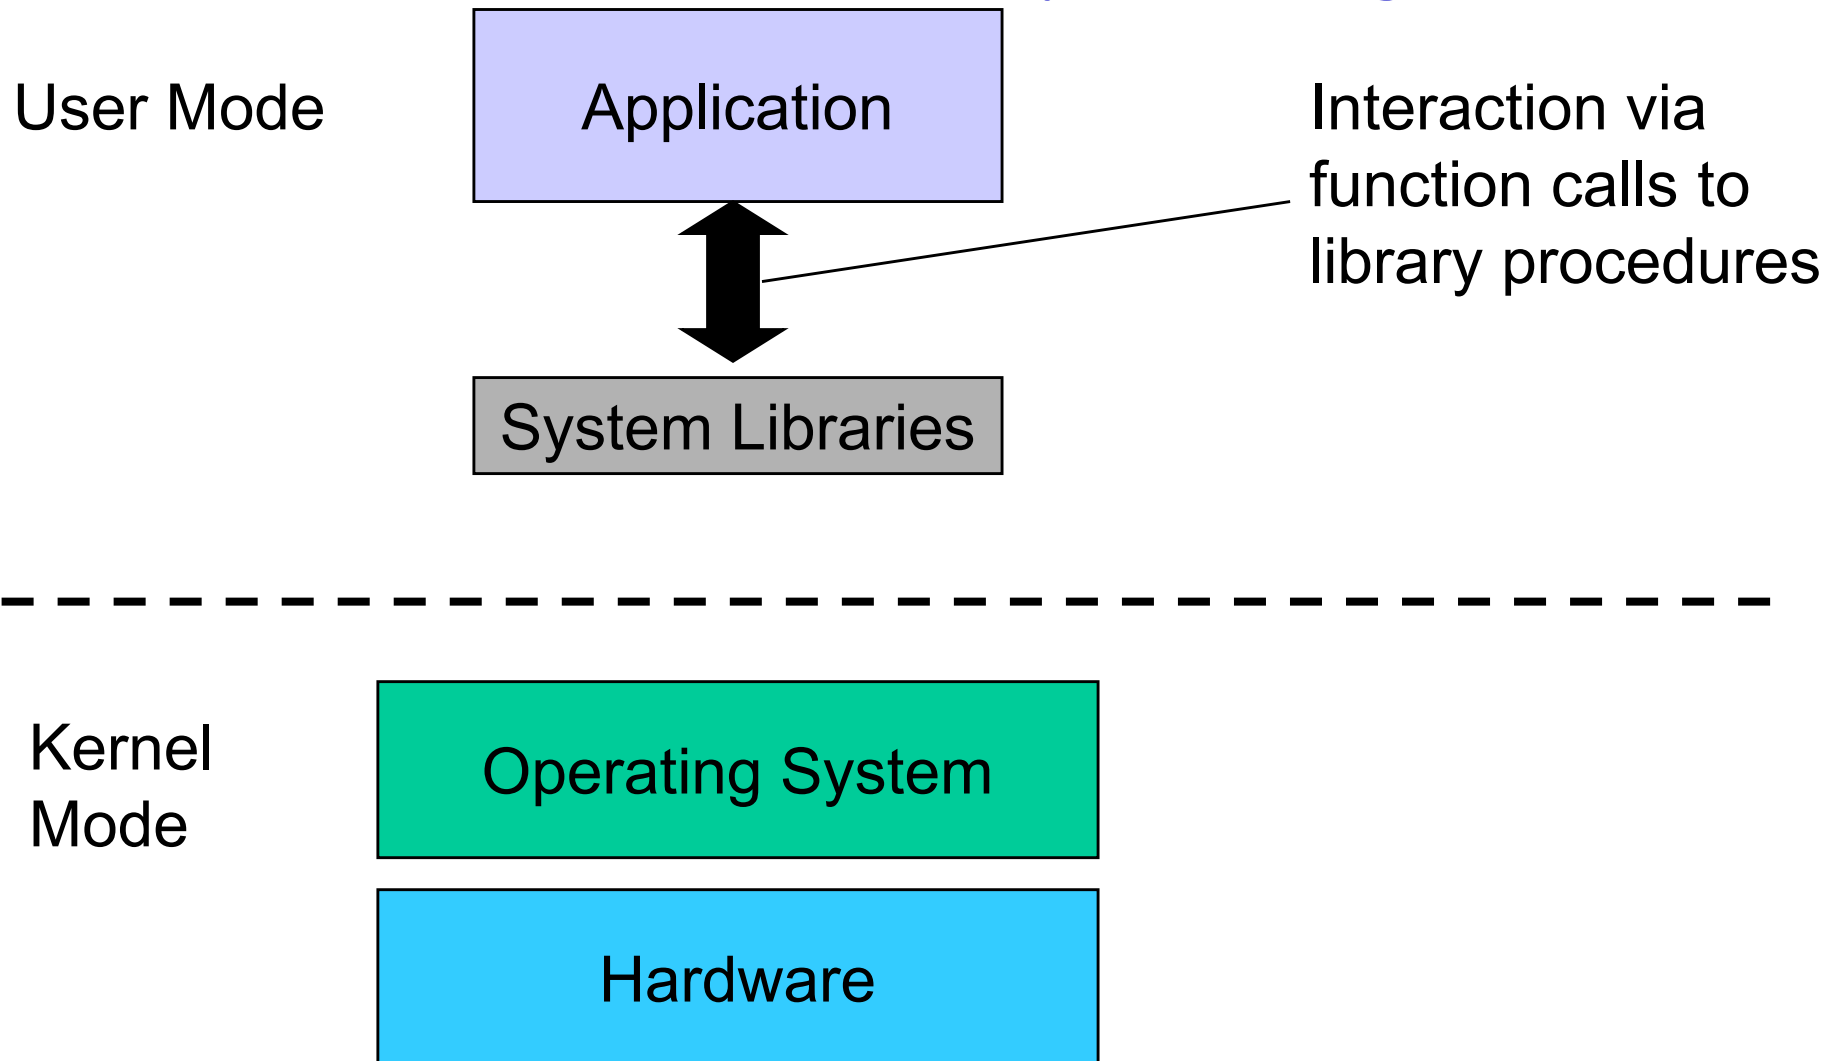 User Mode
Application
Interaction via
function calls to
library procedures
System Libraries
Kernel
Mode
Operating System
Hardware